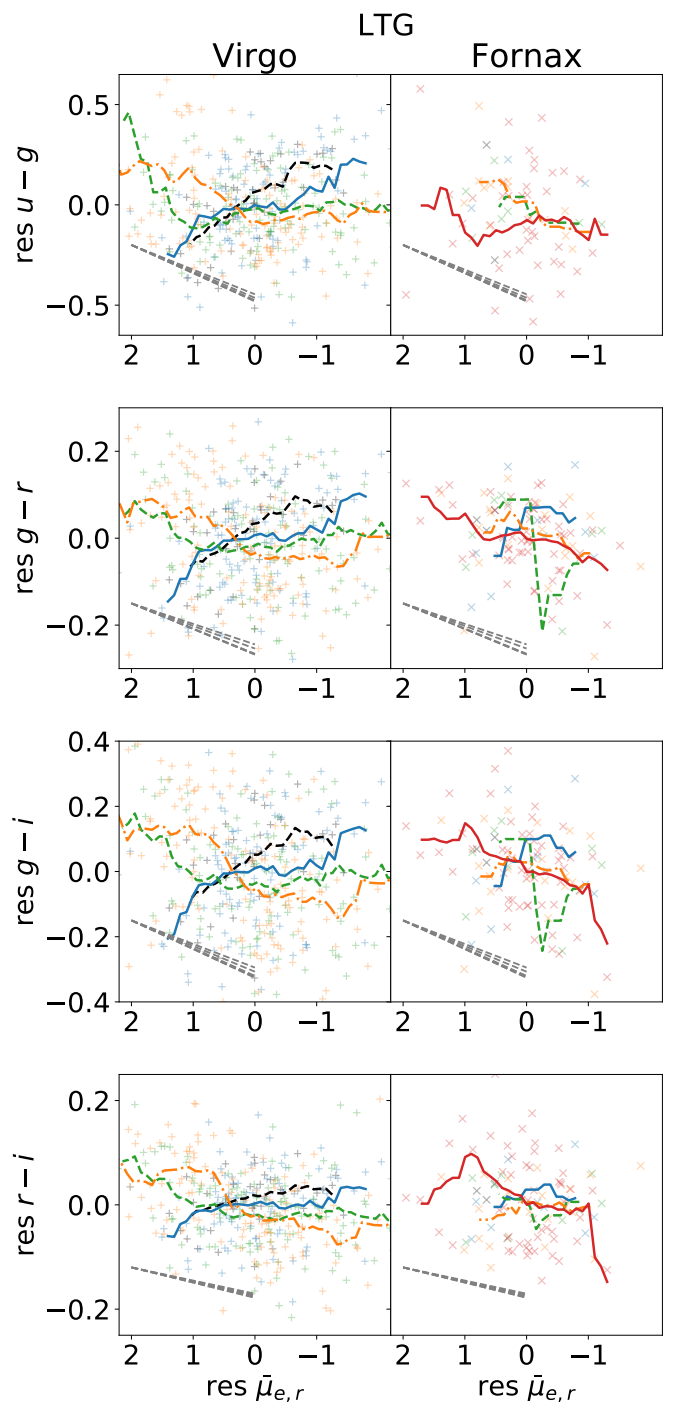 LTG
Virgo Fornax
res u − g
0.5
0.0
−0.5
2 1 0 −1 2 1 0 −1
res g − r
0.2
0.0
−0.2
2 1 0 −1 2 1 0 −1
res g − i
0.4
0.2
0.0
−0.2
−0.4
2 1 0 −1 2 1 0 −1
res r − i
0.2
0.0
−0.2
2 1 0 −1 2 1 0 −1
res μ̄e, r res μ̄e, r